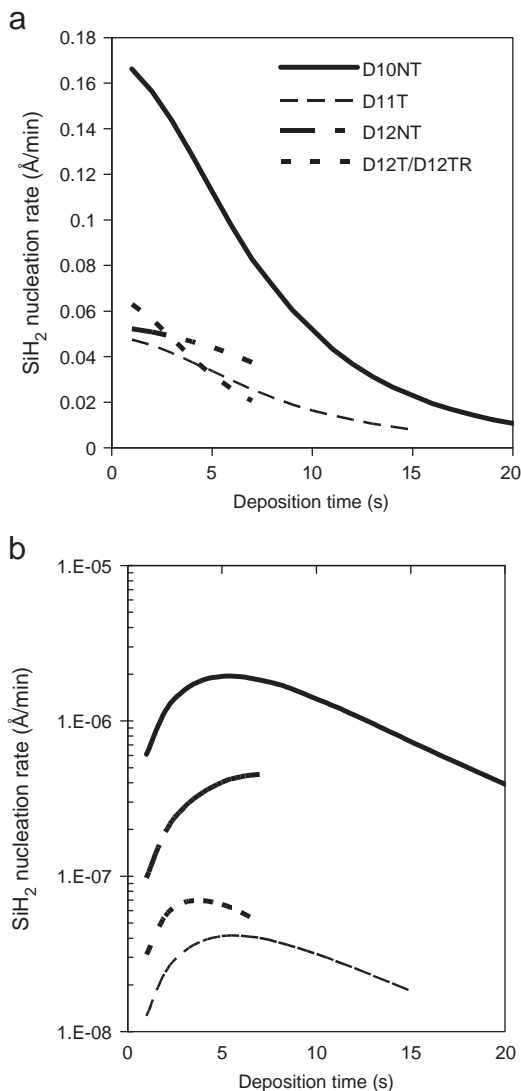 a
0.18
0.16
0.14
0.12
0.1
0.08
0.06
0.04
0.02
0
SiH2 nucleation rate (Å/min)
D10NT
D11T
D12NT
D12T/D12TR
0 5 10 15 20
Deposition time (s)
b
1.E-05
1.E-06
1.E-07
1.E-08
SiH2 nucleation rate (Å/min)
0 5 10 15 20
Deposition time (s)